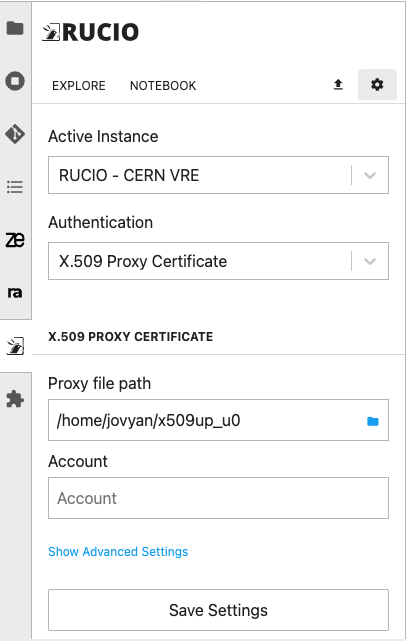 RUCIO
EXPLORE NOTEBOOK
Active Instance
RUCIO - CERN VRE
Authentication
X.509 Proxy Certificate
ze
ra
X.509 PROXY CERTIFICATE
Proxy file path
/home/jovyan/x509up_u0
Account
Account
Show Advanced Settings
Save Settings